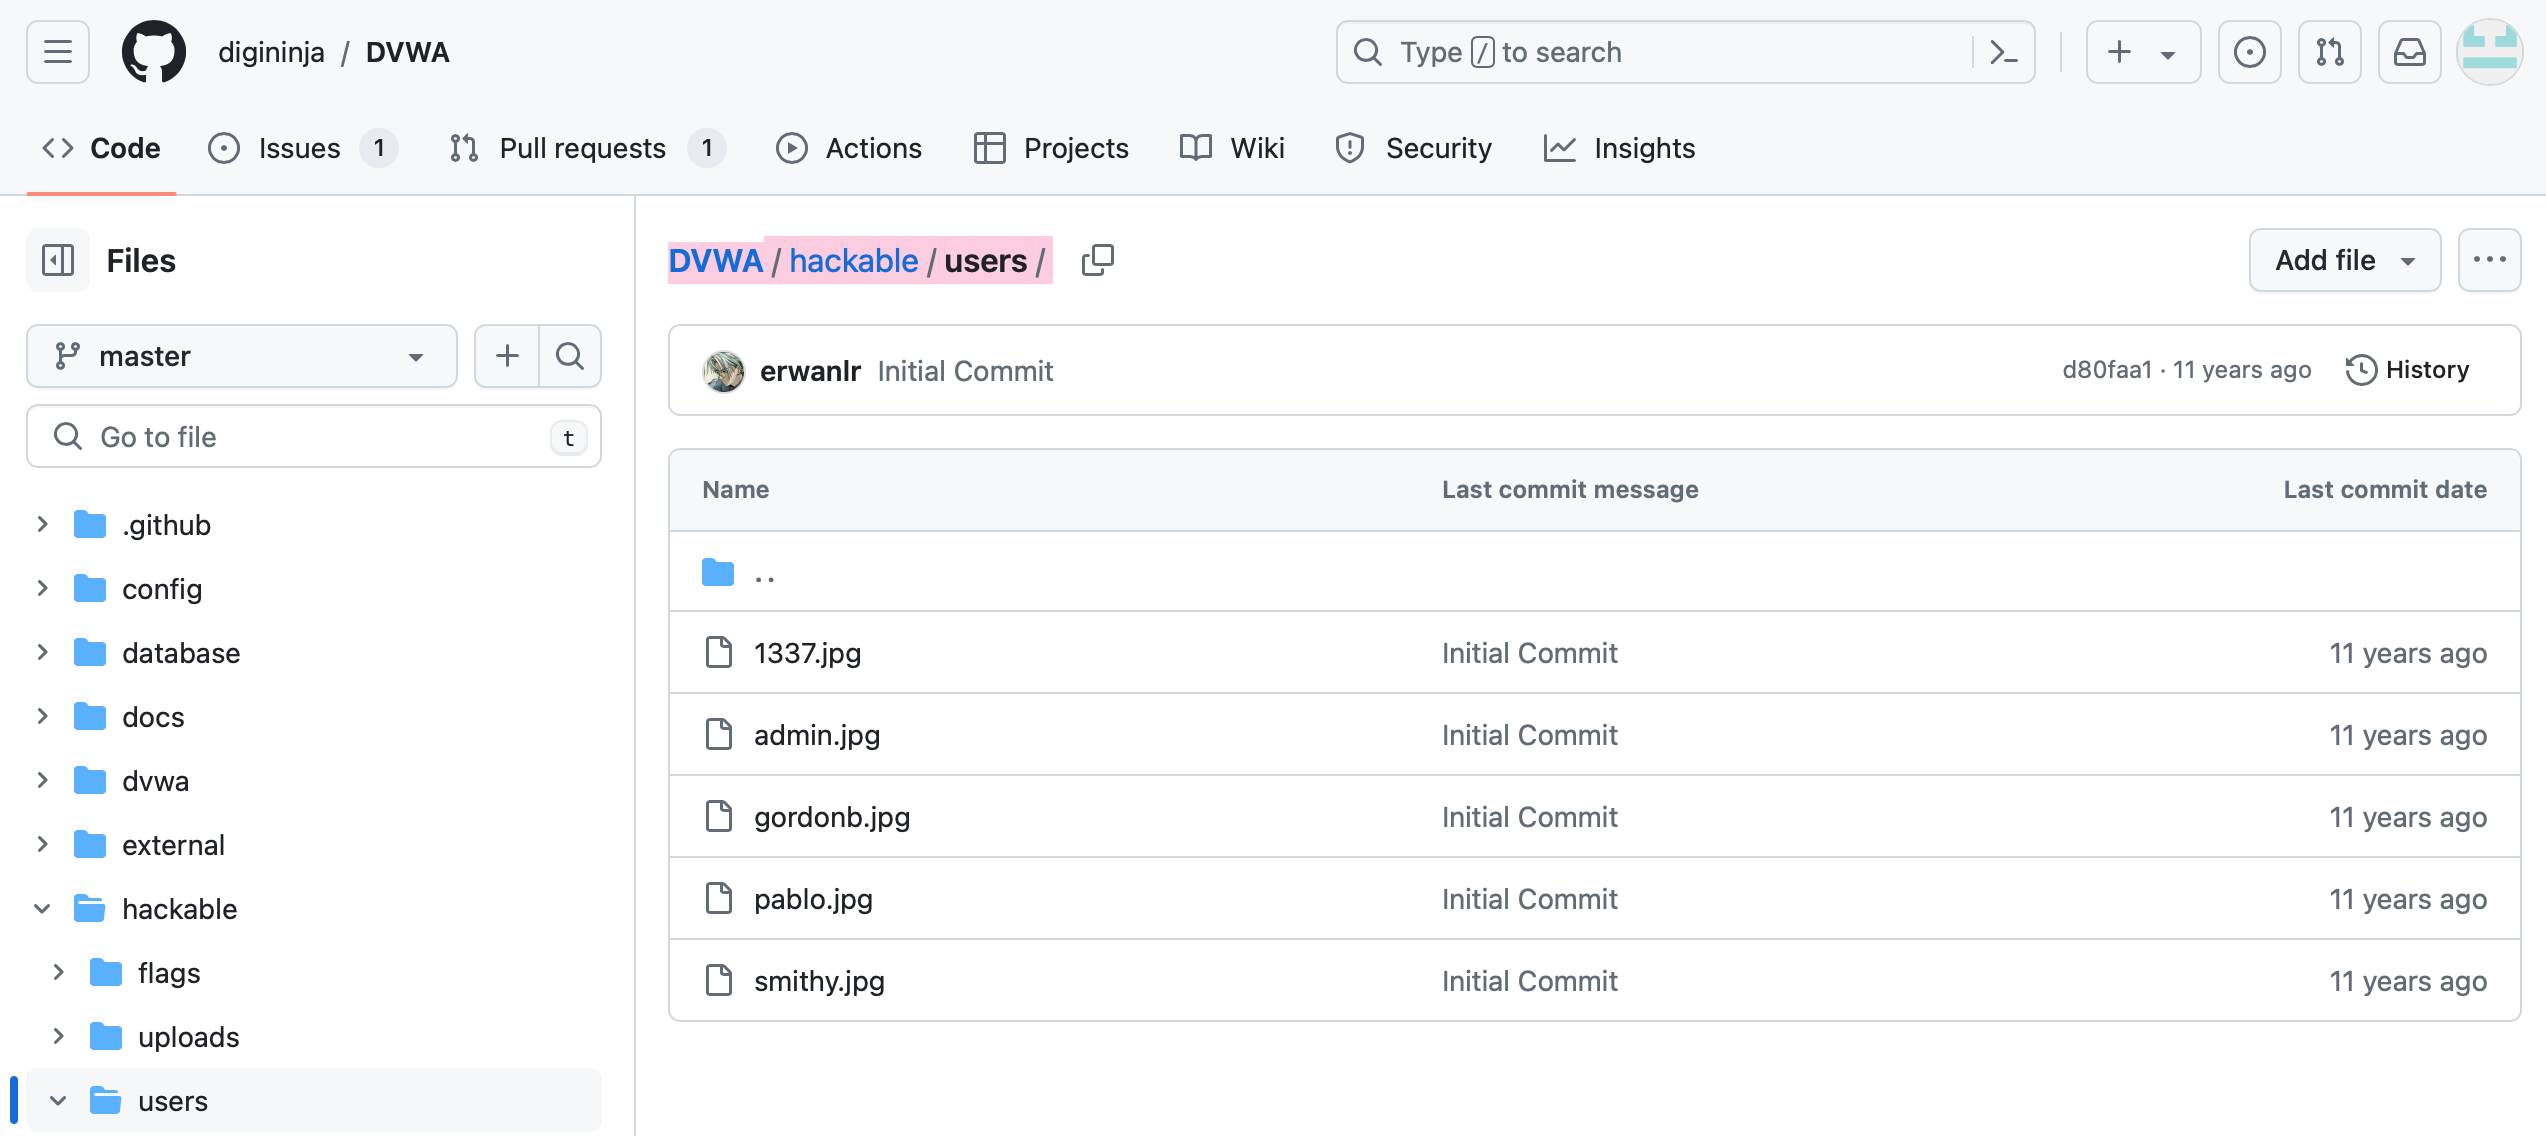 digininja / DVWA
Type / to search
Code
Issues 1
Pull requests 1
Actions
Projects
Wiki
Security
Insights
Files
master
Go to file t
.github
config
database
docs
dvwa
external
hackable
flags
uploads
users
DVWA / hackable / users /
Add file
erwanlr Initial Commit
d80faa1 · 11 years ago History
Name Last commit message Last commit date
..
1337.jpg Initial Commit 11 years ago
admin.jpg Initial Commit 11 years ago
gordonb.jpg Initial Commit 11 years ago
pablo.jpg Initial Commit 11 years ago
smithy.jpg Initial Commit 11 years ago